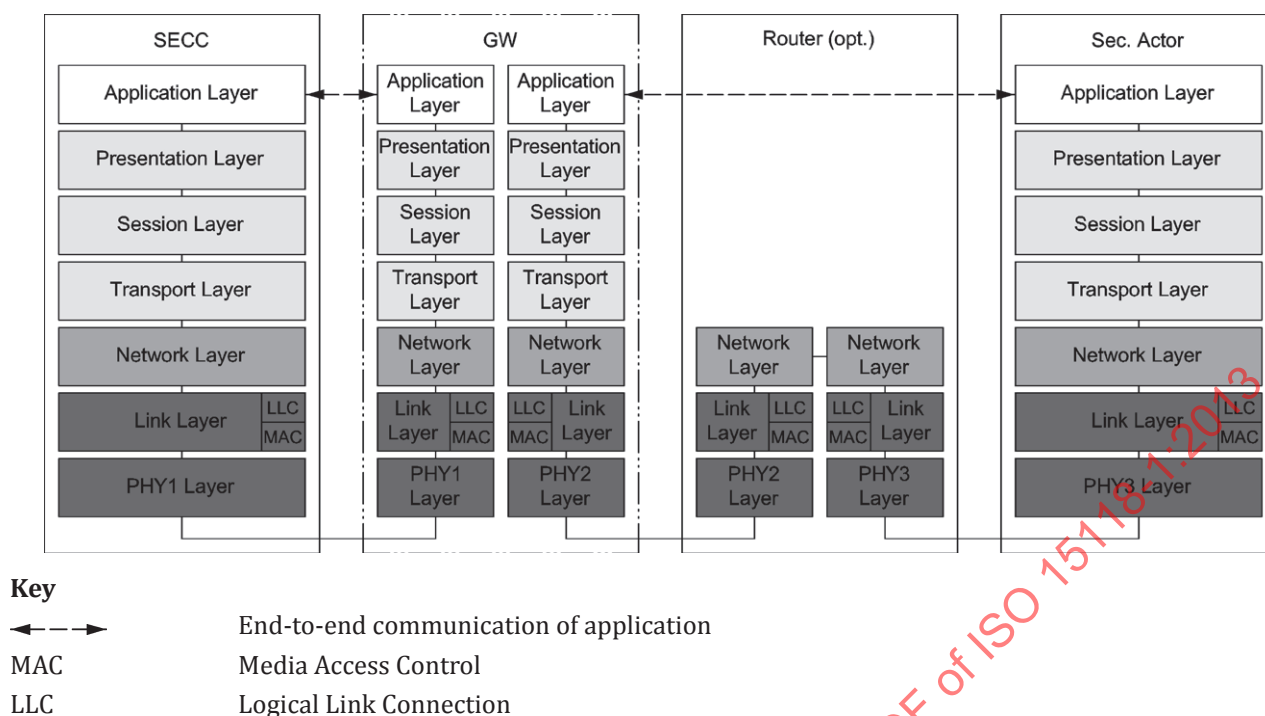 SECC
GW
Router (opt.)
Sec. Actor
Application Layer
Application
Layer
Application
Layer
Application Layer
Presentation Layer
Presentation
Layer
Presentation
Layer
Presentation Layer
Session Layer
Session
Layer
Session
Layer
Session Layer
Transport Layer
Transport
Layer
Transport
Layer
Transport Layer
Network Layer
Network
Layer
Network
Layer
Network
Layer
Network
Layer
Network Layer
Link Layer
LLC
MAC
Link
Layer
LLC
MAC
LLC
MAC
Link
Layer
Link
Layer
LLC
MAC
LLC
MAC
Link
Layer
Link Layer
LLC
MAC
PHY1 Layer
PHY1
Layer
PHY2
Layer
PHY2
Layer
PHY3
Layer
PHY3 Layer
Key
End-to-end communication of application
MAC Media Access Control
LLC Logical Link Connection
of ISO 15118-1:2013